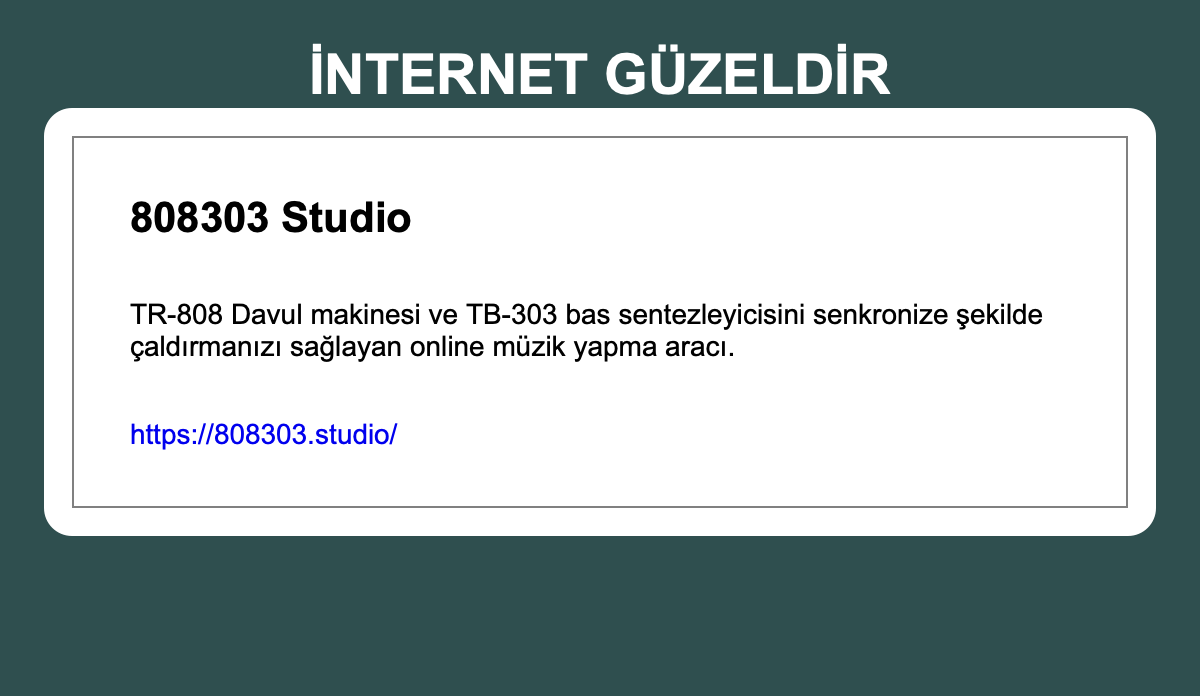 İNTERNET GÜZELDİR
808303 Studio
TR-808 Davul makinesi ve TB-303 bas sentezleyicisini senkronize şekilde
çaldırmanızı sağlayan online müzik yapma aracı.
https://808303.studio/